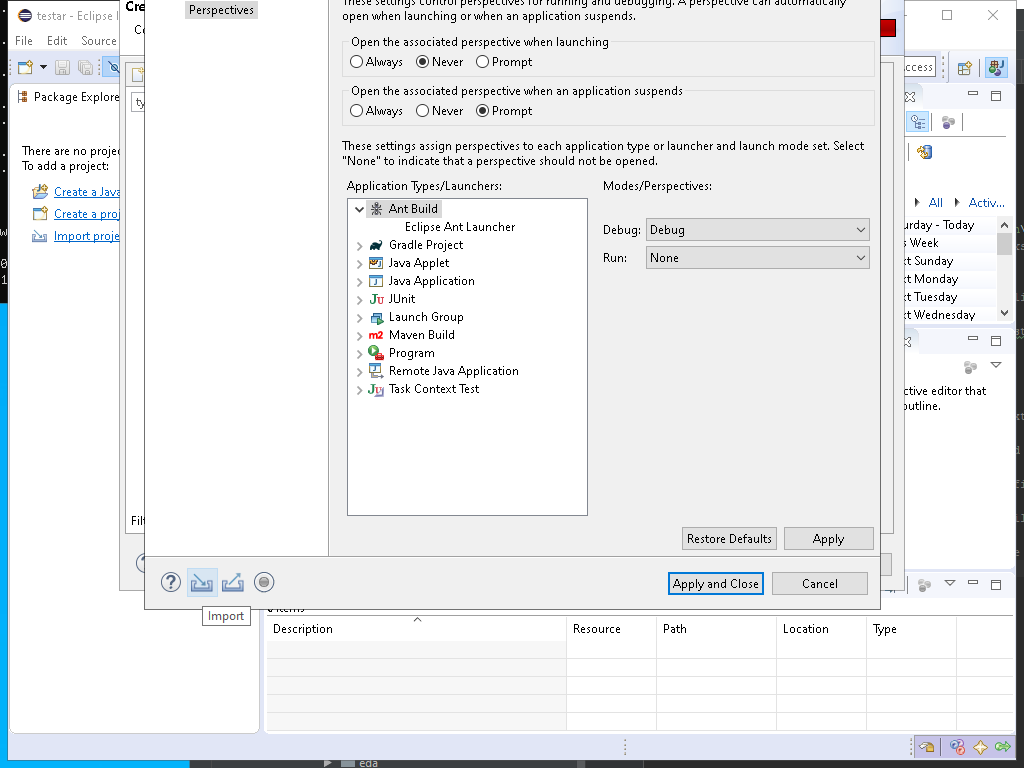 testar - Eclipse I
Cre
File Edit Source
Package Explore
There are no proje
To add a project:
Create a Java
Create a proj
Import proje
Perspectives
These settings control perspectives for running and debugging. A perspective can automatically
open when launching or when an application suspends.
Open the associated perspective when launching
Always Never Prompt
Open the associated perspective when an application suspends
Always Never Prompt
These settings assign perspectives to each application type or launcher and launch mode set. Select
"None" to indicate that a perspective should not be opened.
Application Types/Launchers:
Modes/Perspectives:
Ant Build
Eclipse Ant Launcher
Gradle Project
Java Applet
Java Application
JUnit
Launch Group
Maven Build
Program
Remote Java Application
Task Context Test
Debug: Debug
Run: None
Restore Defaults Apply
Apply and Close Cancel
Import
ccess
All Activ...
urday - Today
s Week
xt Sunday
xt Monday
xt Tuesday
xt Wednesday
ctive editor that
outline.
Filt
0 items
Description Resource Path Location Type
eda